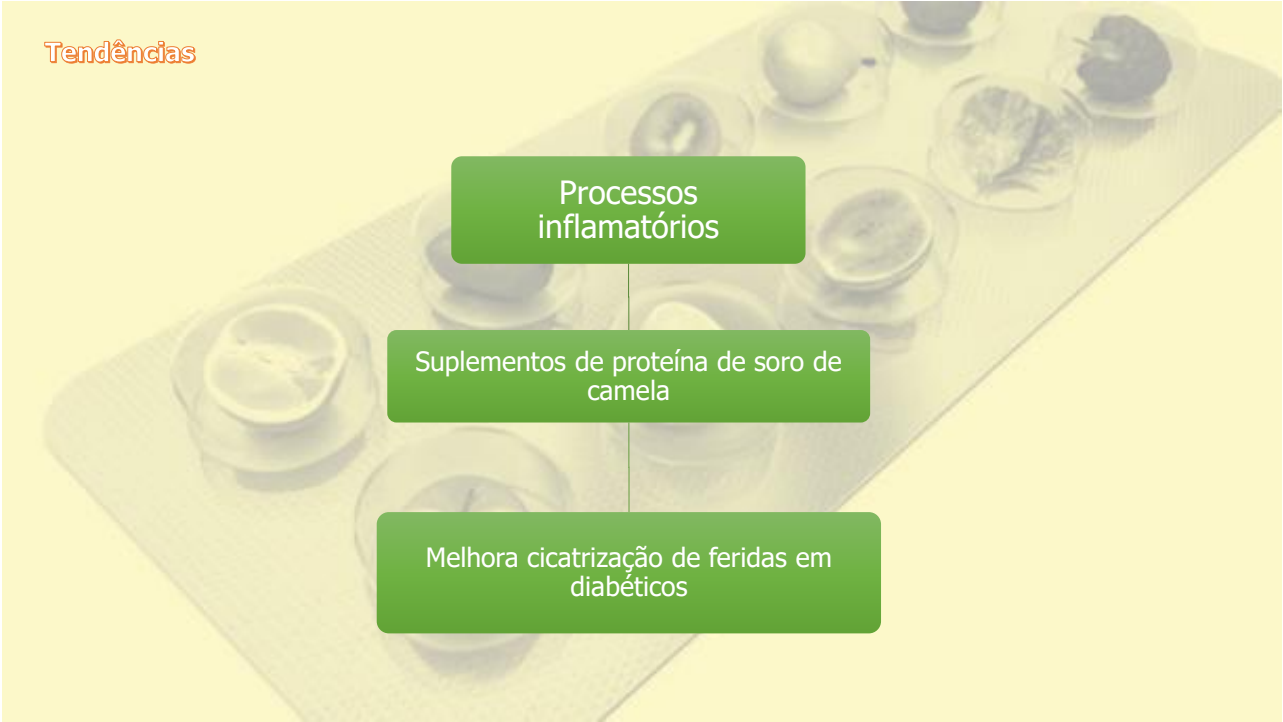 Tendências
Processos
inflamatórios
Suplementos de proteína de soro de
camela
Melhora cicatrização de feridas em
diabéticos